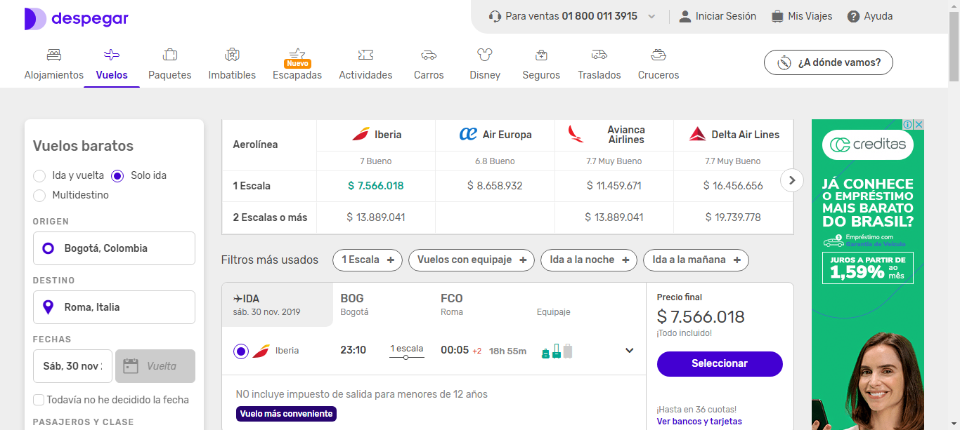 despegar
Para ventas 01 800 011 3915
Iniciar Sesión
Mis Viajes
Ayuda
Alojamientos
Vuelos
Paquetes
Imbatibles
Nuevo
Escapadas
Actividades
Carros
Disney
Seguros
Traslados
Cruceros
¿A dónde vamos?
Vuelos baratos
Ida y vuelta
Solo ida
Multidestino
ORIGEN
Bogotá, Colombia
DESTINO
Roma, Italia
FECHAS
Sáb, 30 nov 2
Vuelta
Todavía no he decidido la fecha
PASAJEROS Y CLASE
Aerolínea
Iberia
Air Europa
Avianca Airlines
Delta Air Lines
7 Bueno
6.8 Bueno
7.7 Muy Bueno
7.7 Muy Bueno
1 Escala
$ 7.566.018
$ 8.658.932
$ 11.459.671
$ 16.456.656
2 Escalas o más
$ 13.889.041
$ 13.889.041
$ 19.739.778
Filtros más usados
1 Escala +
Vuelos con equipaje +
Ida a la noche +
Ida a la mañana +
IDA
sáb. 30 nov. 2019
BOG
Bogotá
FCO
Roma
Equipaje
Iberia
23:10
1 escala
00:05 +2
18h 55m
NO incluye impuesto de salida para menores de 12 años
Vuelo más conveniente
Precio final
$ 7.566.018
¡Todo incluido!
Seleccionar
¡Hasta en 36 cuotas!
Ver bancos y tarjetas
creditas
JÁ CONHECE
O EMPRÉSTIMO
MAIS BARATO
DO BRASIL?
Empréstimo com
Garantia de Veículo
JUROS A PARTIR DE
1,59% ao mês